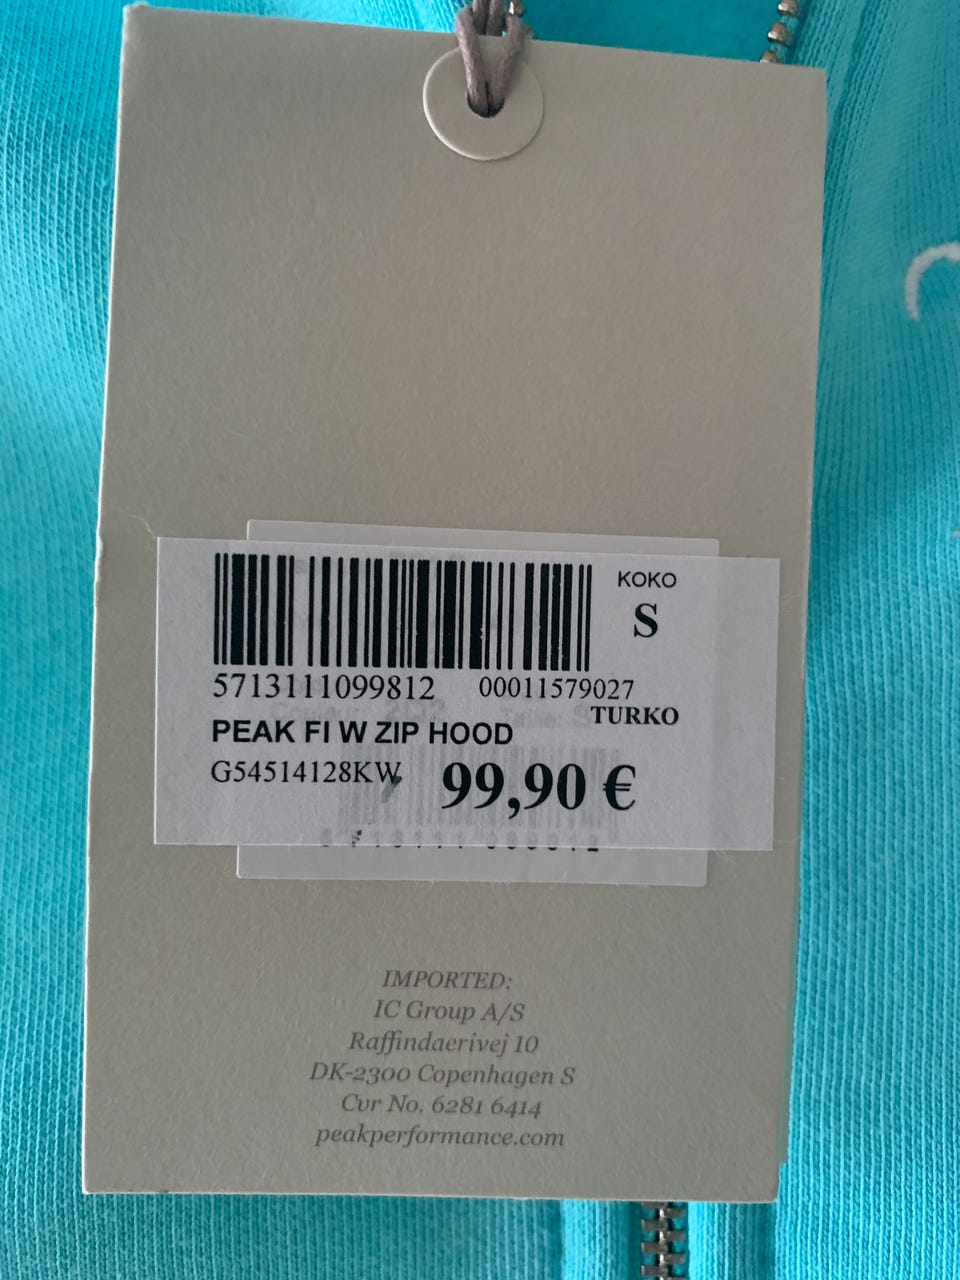 KOKO
S
5713111099812 00011579027
TURKO
PEAK FI W ZIP HOOD
G54514128KW 99,90 €
IMPORTED:
IC Group A/S
Raffindaerivej 10
DK-2300 Copenhagen S
Cvr No. 6281 6414
peakperformance.com